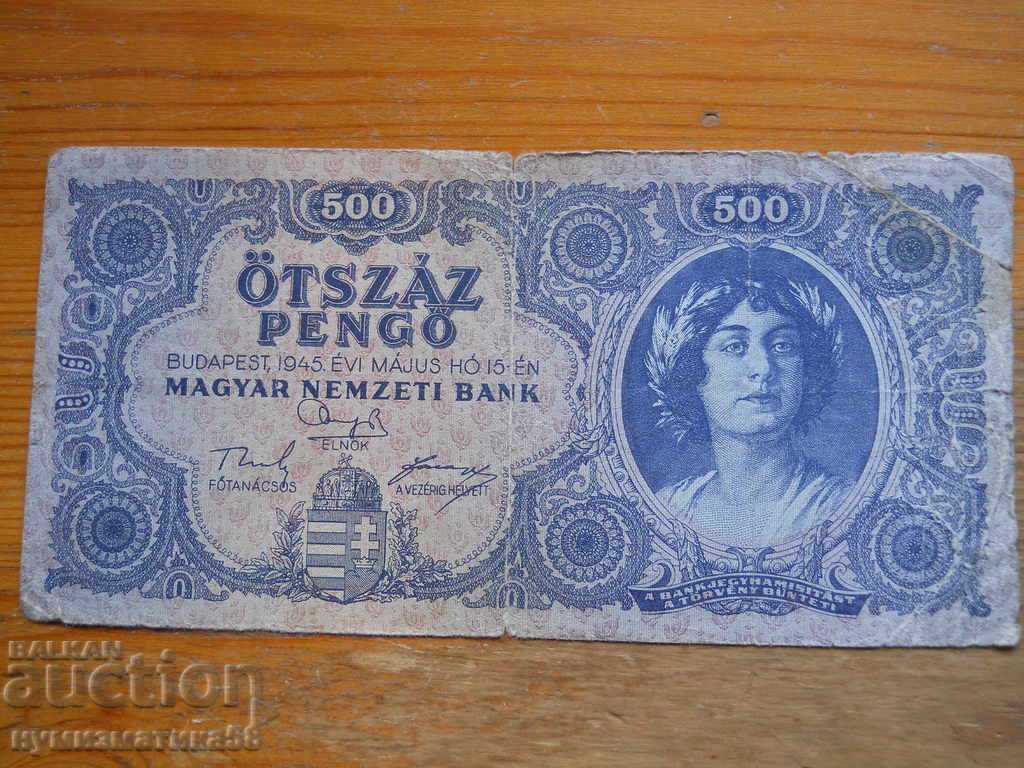 500
500
ÖTSZÁZ
PENGŐ
BUDAPEST, 1945. ÉVI MÁJUS HÓ 15-ÉN
MAGYAR NEMZETI BANK
ELNÖK
FŐTANÁCSOS
A VEZÉRIG. HELYETT
A BANKJEGYHAMISÍTÁST
A TÖRVÉNY BÜNTETI
BALKAN
auction
нумизматика58